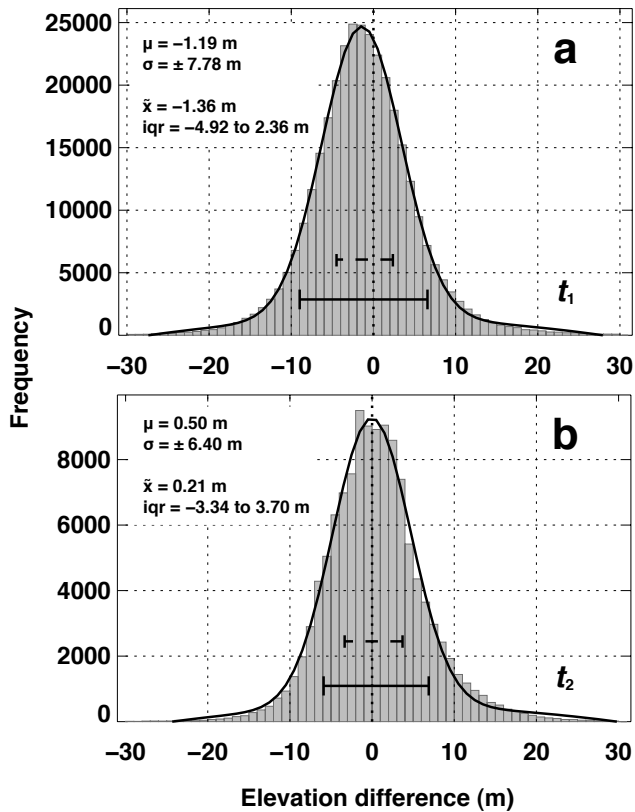 25000
20000
15000
10000
5000
0
µ = −1.19 m
σ = ± 7.78 m
x̃ = −1.36 m
iqr = −4.92 to 2.36 m
a
t₁
−30 −20 −10 0 10 20 30
Frequency
8000
6000
4000
2000
0
µ = 0.50 m
σ = ± 6.40 m
x̃ = 0.21 m
iqr = −3.34 to 3.70 m
b
t₂
−30 −20 −10 0 10 20 30
Elevation difference (m)